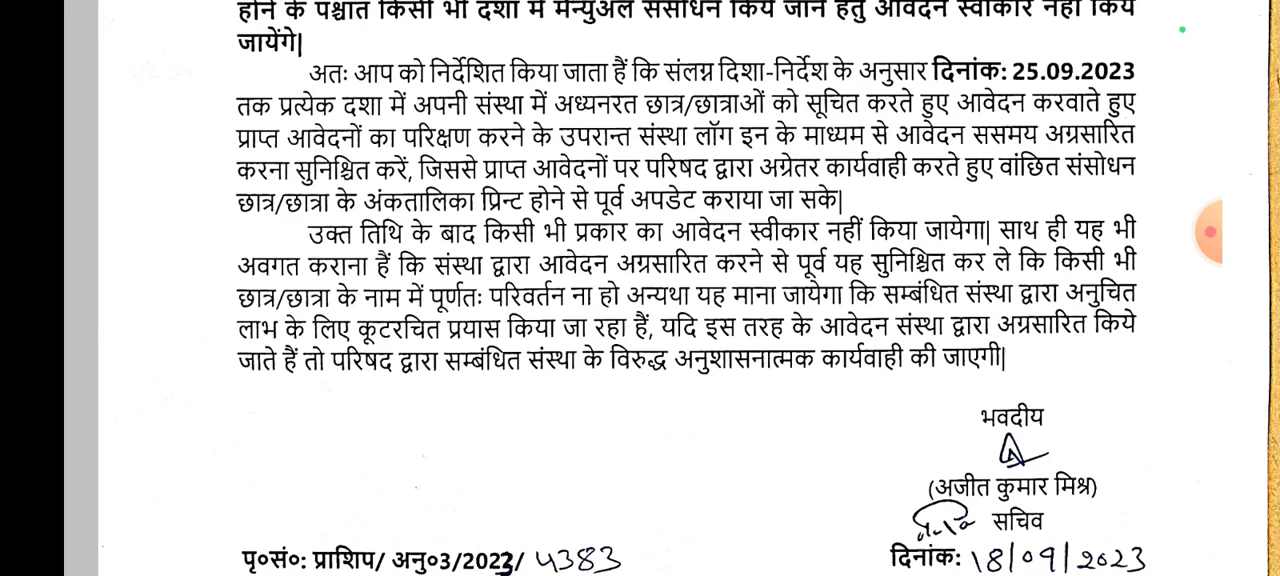 होने के पश्चात किसी भी दशा में मैन्युअल संसोधन किये जाने हेतु आवेदन स्वीकार नहीं किये
जायेंगे|
अतः आप को निर्देशित किया जाता हैं कि संलग्न दिशा-निर्देश के अनुसार दिनांक: 25.09.2023
तक प्रत्येक दशा में अपनी संस्था में अध्यनरत छात्र/छात्राओं को सूचित करते हुए आवेदन करवाते हुए
प्राप्त आवेदनों का परिक्षण करने के उपरान्त संस्था लॉग इन के माध्यम से आवेदन ससमय अग्रसारित
करना सुनिश्चित करें, जिससे प्राप्त आवेदनों पर परिषद द्वारा अग्रेतर कार्यवाही करते हुए वांछित संसोधन
छात्र/छात्रा के अंकतालिका प्रिन्ट होने से पूर्व अपडेट कराया जा सके|
उक्त तिथि के बाद किसी भी प्रकार का आवेदन स्वीकार नहीं किया जायेगा| साथ ही यह भी
अवगत कराना हैं कि संस्था द्वारा आवेदन अग्रसारित करने से पूर्व यह सुनिश्चित कर ले कि किसी भी
छात्र/छात्रा के नाम में पूर्णतः परिवर्तन ना हो अन्यथा यह माना जायेगा कि सम्बंधित संस्था द्वारा अनुचित
लाभ के लिए कूटरचित प्रयास किया जा रहा हैं, यदि इस तरह के आवेदन संस्था द्वारा अग्रसारित किये
जाते हैं तो परिषद द्वारा सम्बंधित संस्था के विरुद्ध अनुशासनात्मक कार्यवाही की जाएगी|
भवदीय
(अजीत कुमार मिश्र)
सचिव
पृ०सं०: प्राशिप/ अनु०3/2023/ 4383
दिनांक: 18/09/2023